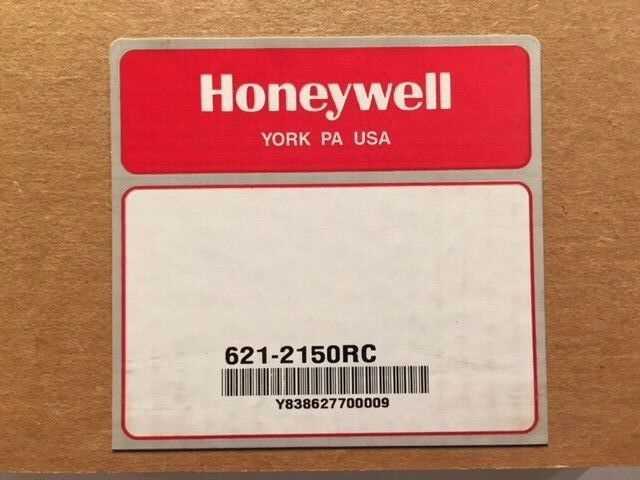 Honeywell
YORK PA USA
621-2150RC
Y838627700009